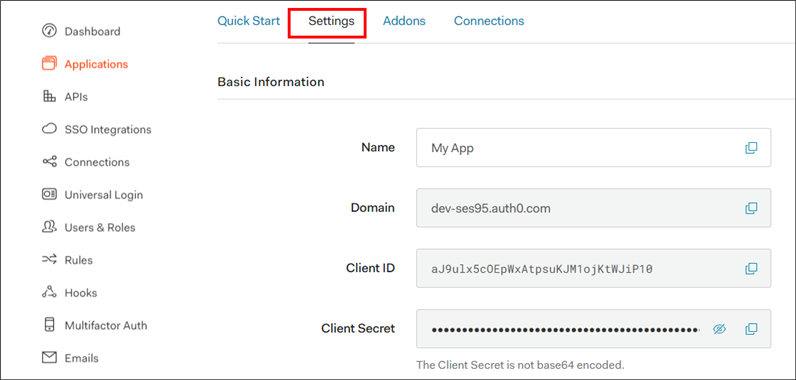 Quick Start
Settings
Addons
Connections
Dashboard
Applications
APIs
SSO Integrations
Connections
Universal Login
Users & Roles
Rules
Hooks
Multifactor Auth
Emails
Basic Information
Name
My App
Domain
dev-ses95.auth0.com
Client ID
aJ9ulx5cOEpWxAtpsuKJM1ojKtWJiP10
Client Secret
The Client Secret is not base64 encoded.